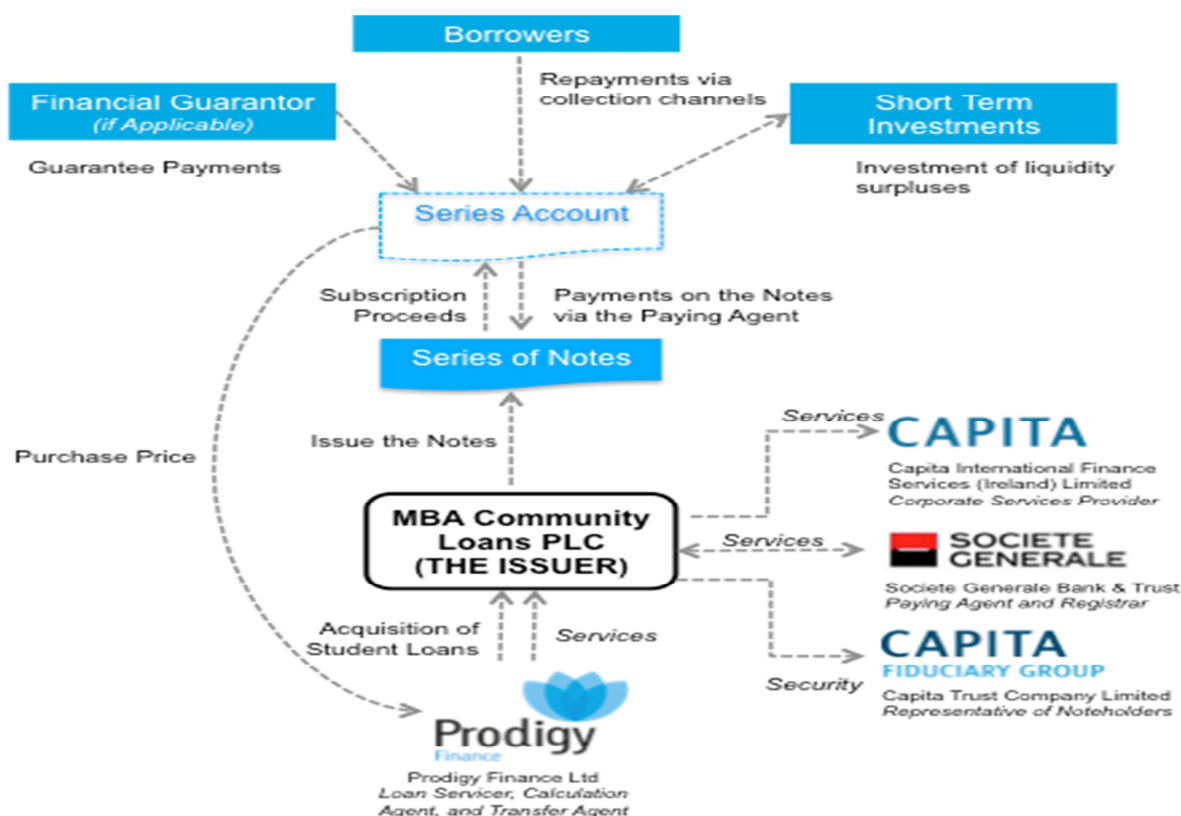 Borrowers
Repayments via
collection channels
Financial Guarantor
(if Applicable)
Guarantee Payments
Short Term
Investments
Investment of liquidity
surpluses
Series Account
Subscription
Proceeds
Payments on the Notes
via the Paying Agent
Series of Notes
Issue the Notes
Purchase Price
MBA Community
Loans PLC
(THE ISSUER)
Services
CAPITA
Capita International Finance
Services (Ireland) Limited
Corporate Services Provider
Services
SOCIETE
GENERALE
Societe Generale Bank & Trust
Paying Agent and Registrar
Security
CAPITA
FIDUCIARY GROUP
Capita Trust Company Limited
Representative of Noteholders
Acquisition of
Student Loans
Services
Prodigy
Finance
Prodigy Finance Ltd
Loan Servicer, Calculation
Agent, and Transfer Agent